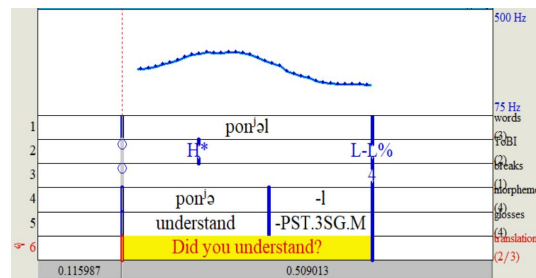 500 Hz
75 Hz
1 ponʲəl words (3)
2 H* L-L% ToBI (2)
3 4 breaks (1)
4 ponʲə -l morpheme (4)
5 understand -PST.3SG.M glosses (4)
6 Did you understand? translation (2/3)
0.115987 0.509013